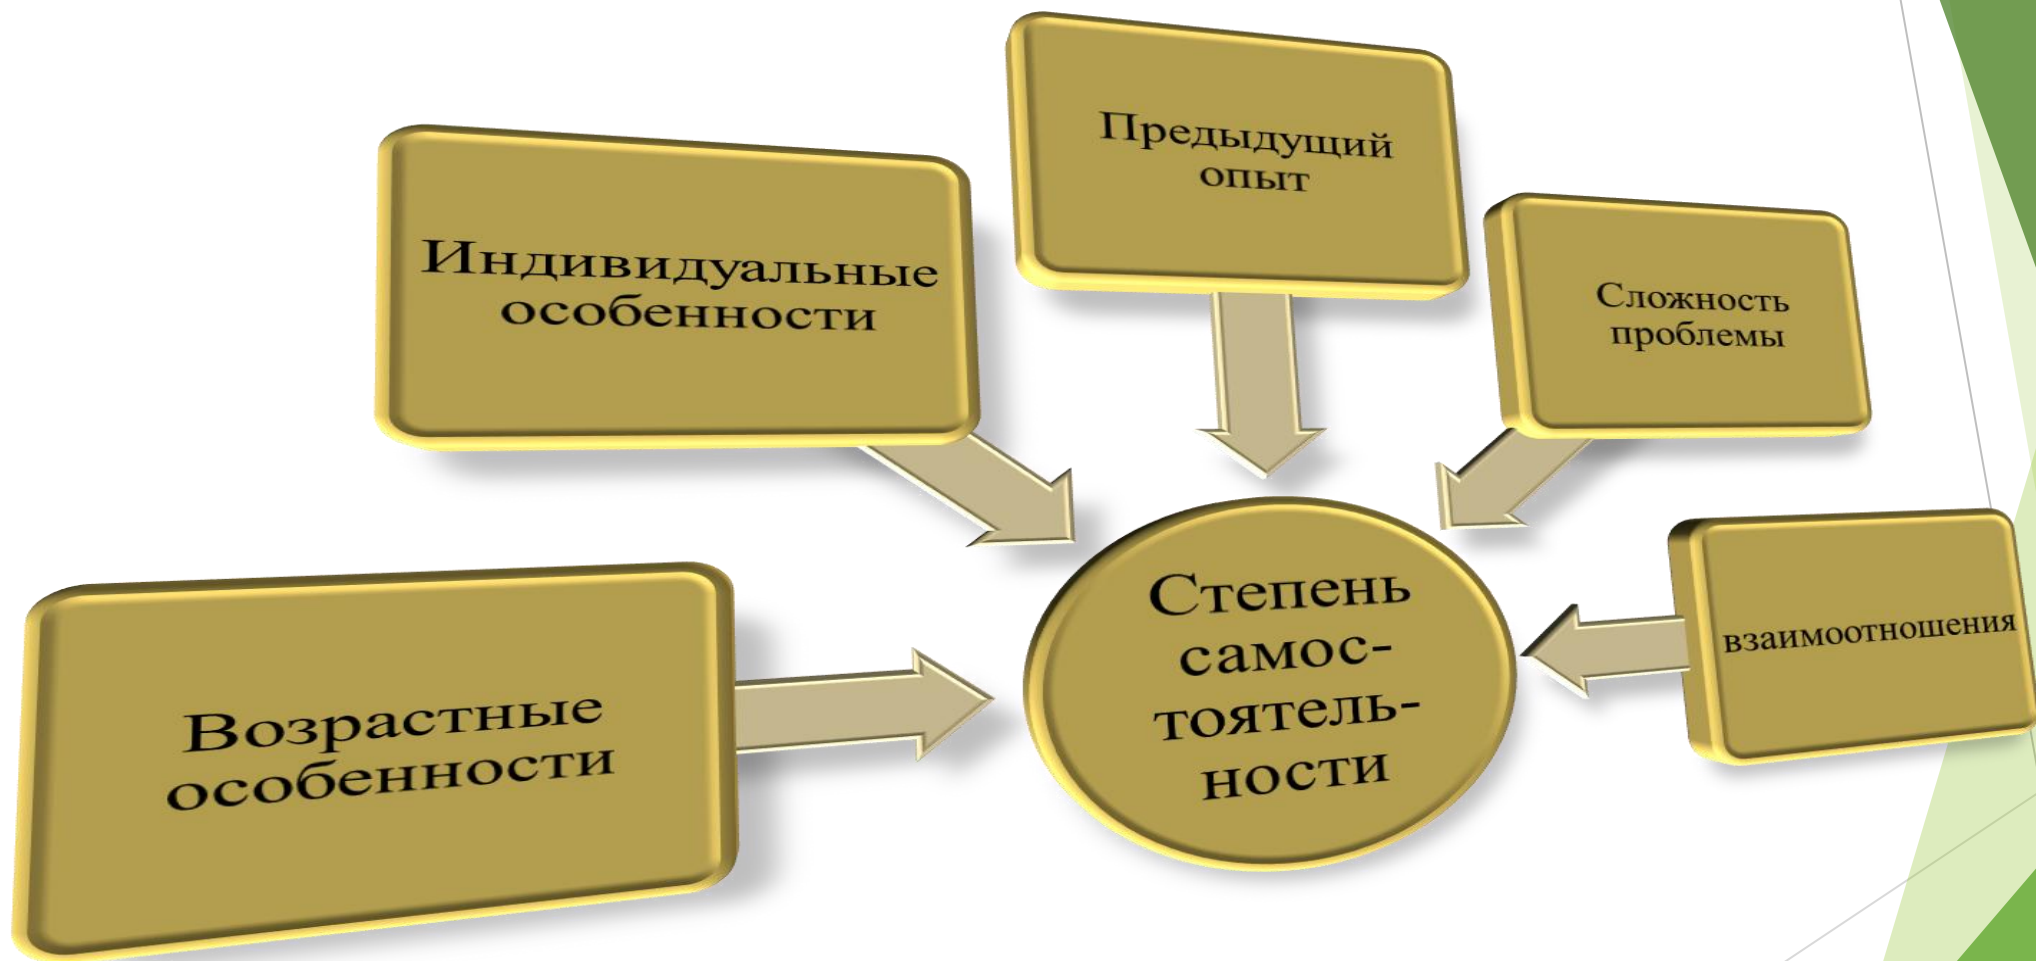 Предыдущий
опыт
Индивидуальные
особенности
Сложность
проблемы
Возрастные
особенности
Степень
самос-
тоятель-
ности
взаимоотношения